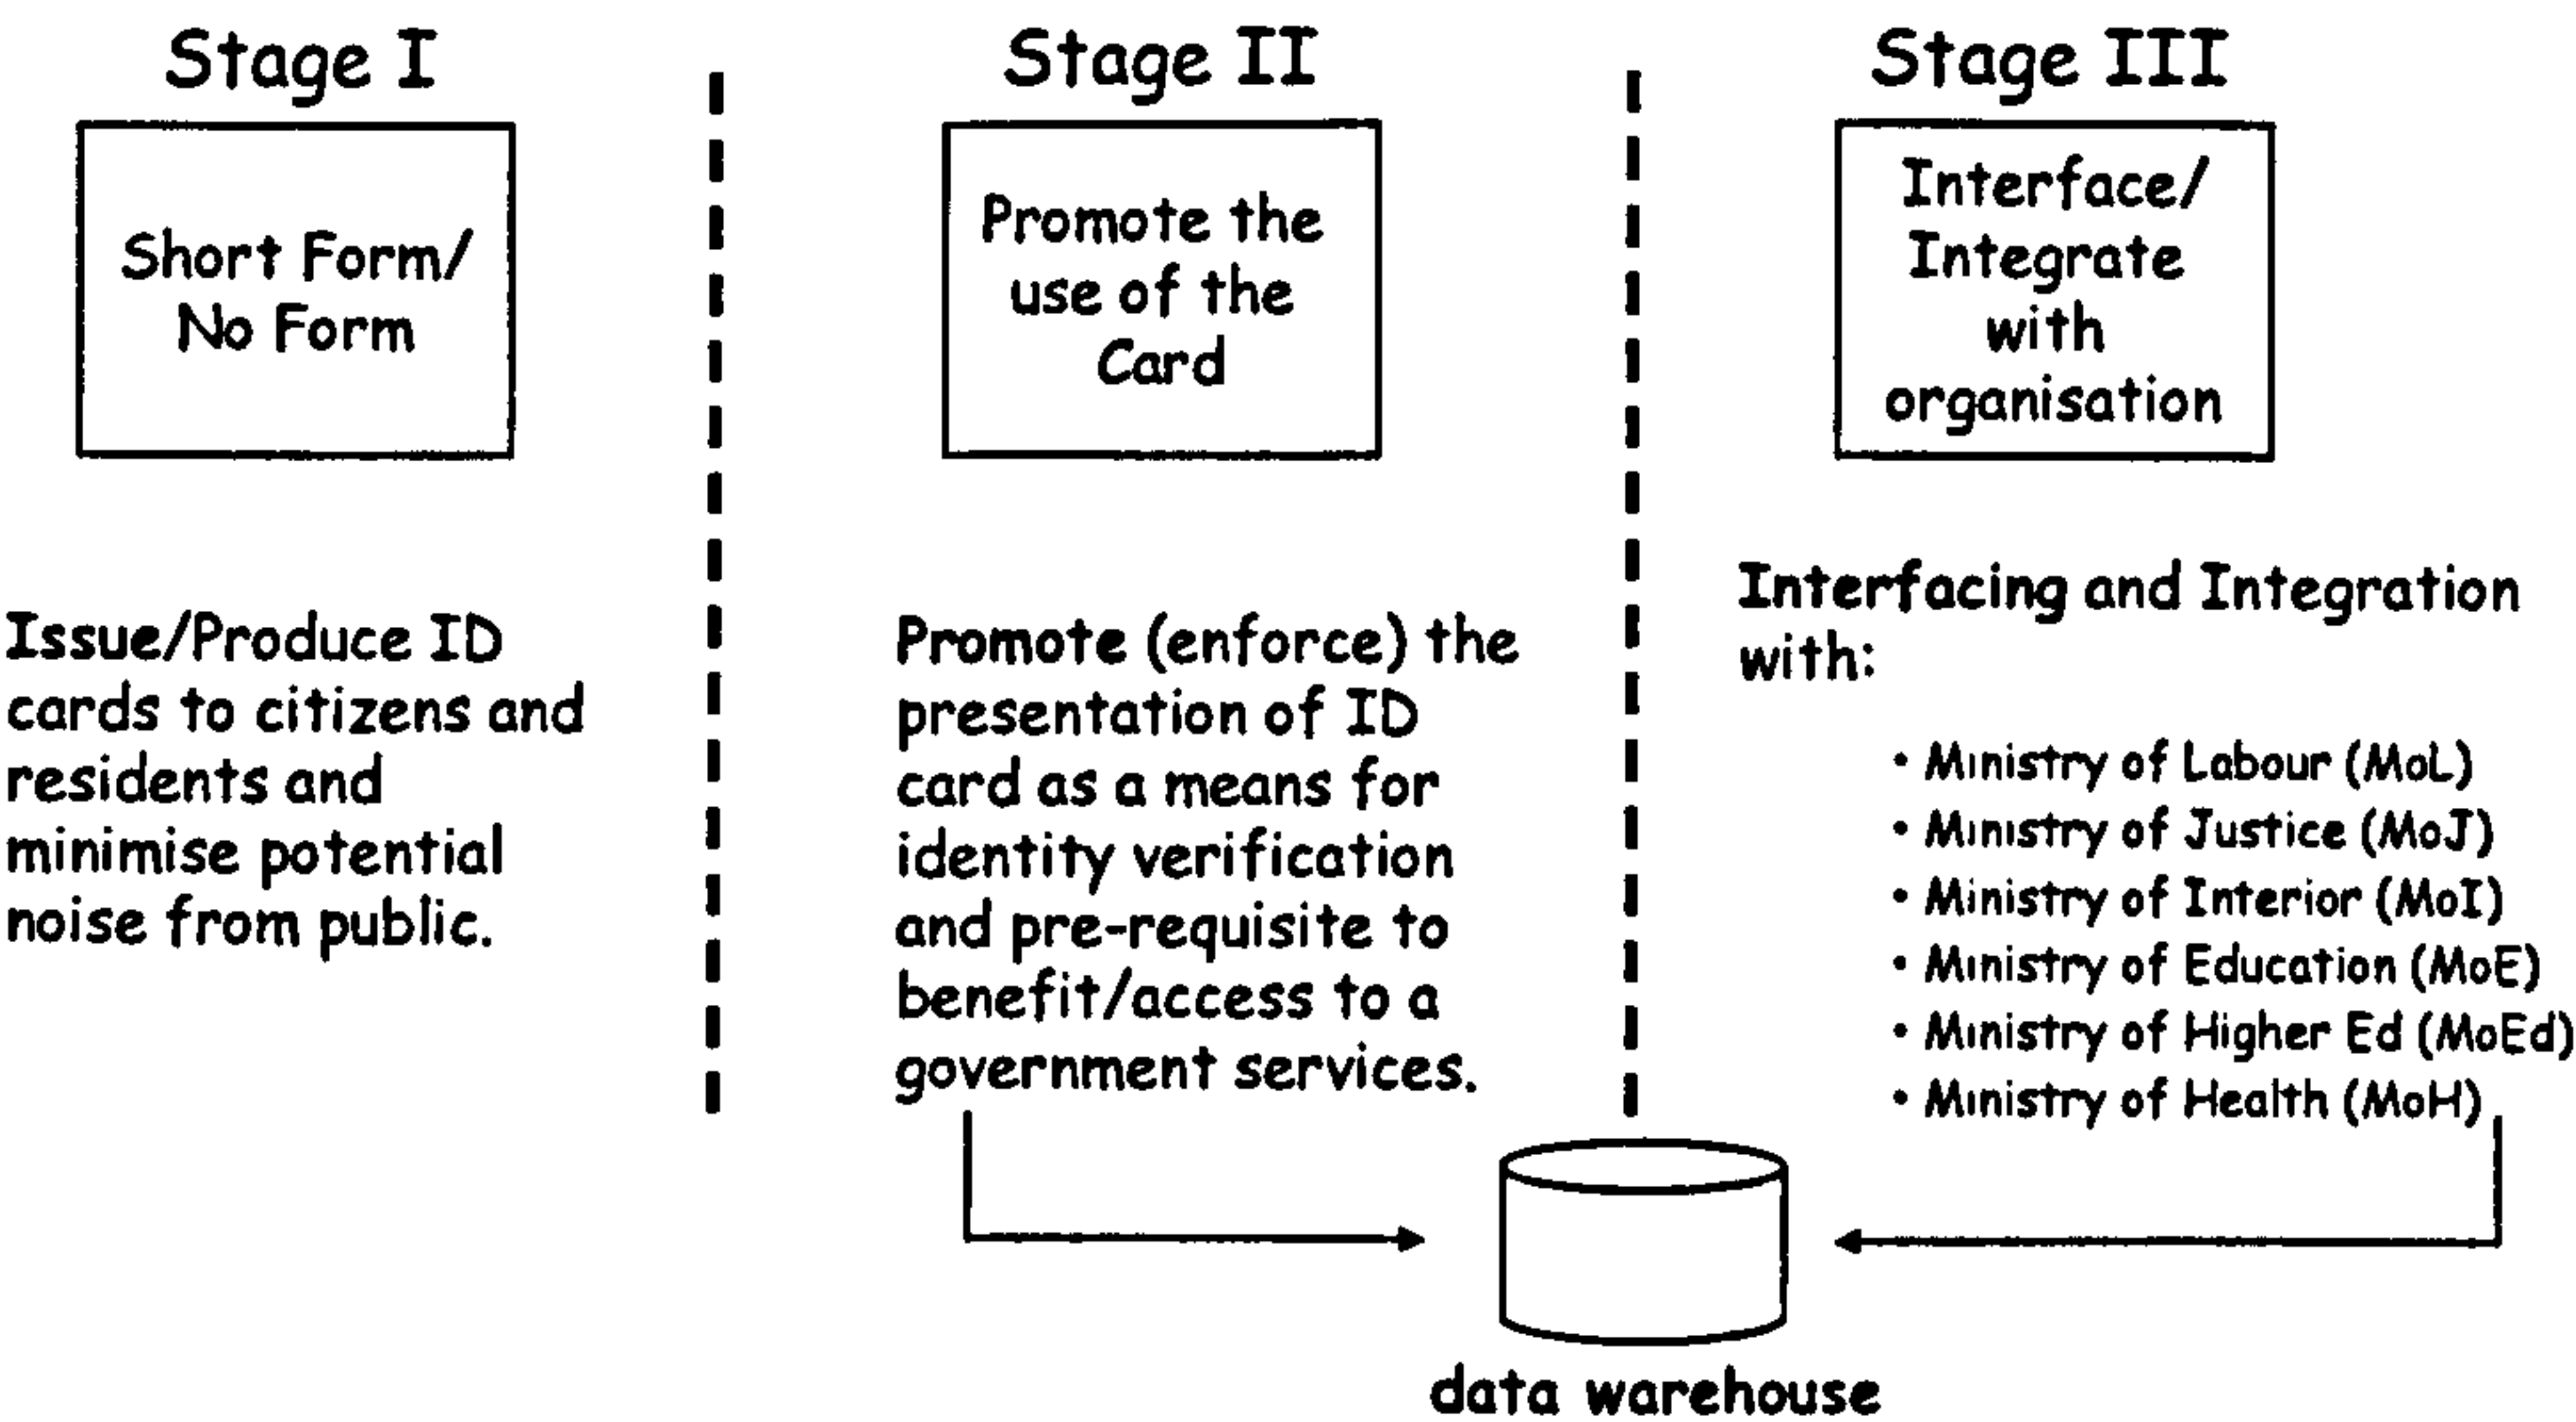 Stage I
Short Form/
No Form
Issue/Produce ID
cards to citizens and
residents and
minimise potential
noise from public.
Stage II
Promote the
use of the
Card
Promote (enforce) the
presentation of ID
card as a means for
identity verification
and pre-requisite to
benefit/access to a
government services.
Stage III
Interface/
Integrate
with
organisation
Interfacing and Integration
with:
• Ministry of Labour (MoL)
• Ministry of Justice (MoJ)
• Ministry of Interior (MoI)
• Ministry of Education (MoE)
• Ministry of Higher Ed (MoEd)
• Ministry of Health (MoH)
data warehouse